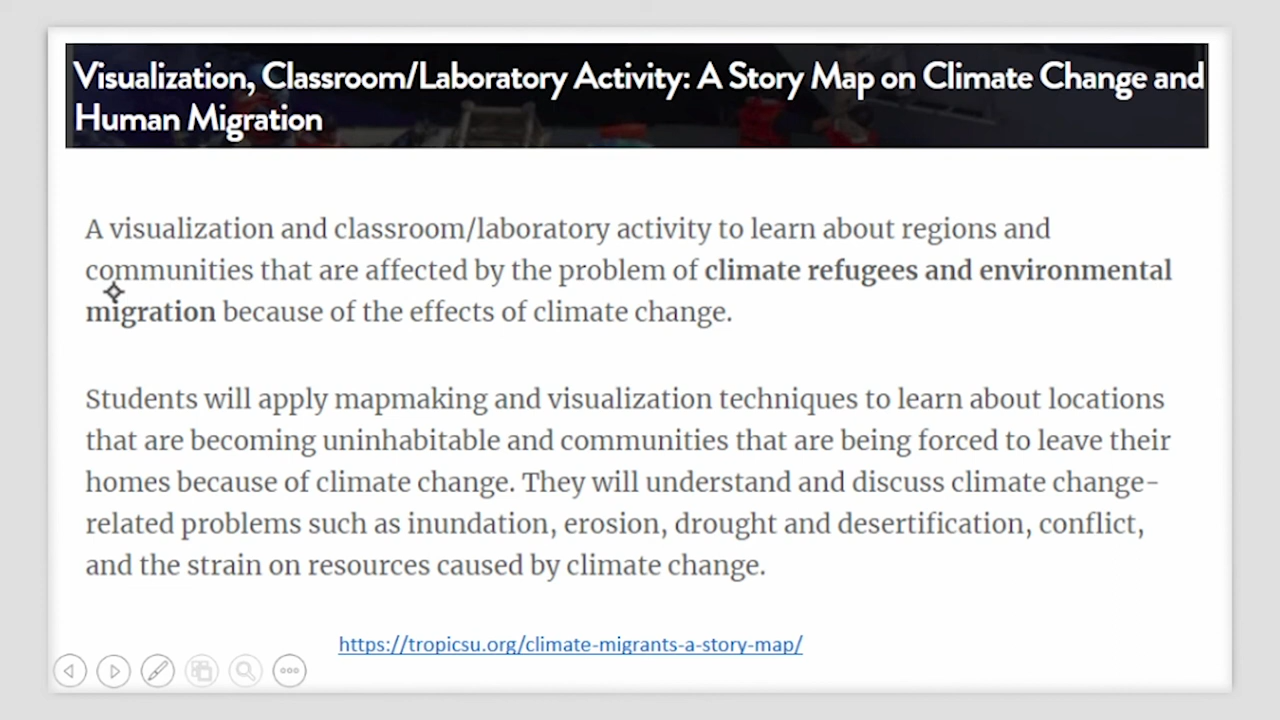 Visualization, Classroom/Laboratory Activity: A Story Map on Climate Change and
Human Migration
A visualization and classroom/laboratory activity to learn about regions and
communities that are affected by the problem of climate refugees and environmental
migration because of the effects of climate change.
Students will apply mapmaking and visualization techniques to learn about locations
that are becoming uninhabitable and communities that are being forced to leave their
homes because of climate change. They will understand and discuss climate change-
related problems such as inundation, erosion, drought and desertification, conflict,
and the strain on resources caused by climate change.
https://tropicsu.org/climate-migrants-a-story-map/